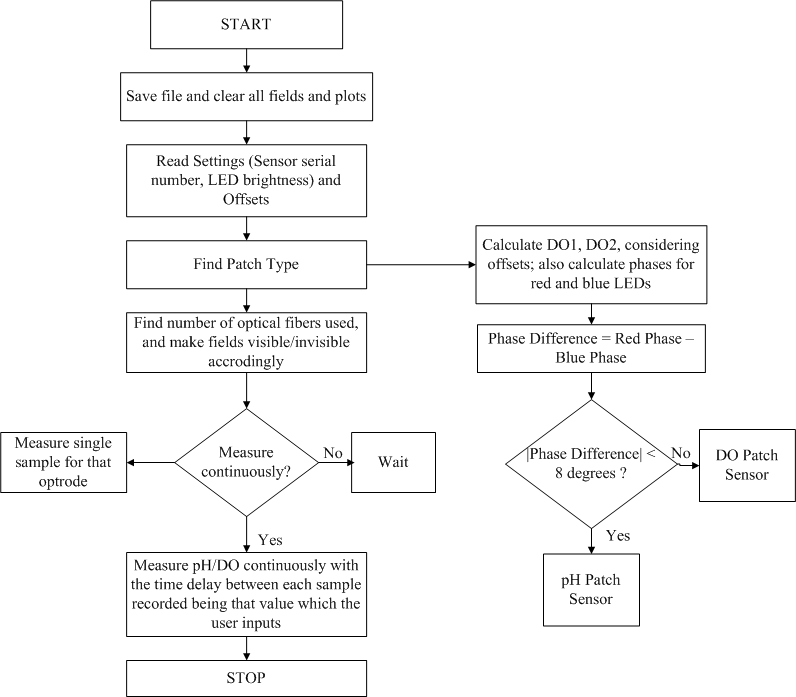 START
Save file and clear all fields and plots
Read Settings (Sensor serial
number, LED brightness) and
Offsets
Find Patch Type
Calculate DO1, DO2, considering
offsets; also calculate phases for
red and blue LEDs
Find number of optical fibers used,
and make fields visible/invisible
accrodingly
Phase Difference = Red Phase –
Blue Phase
Measure single
sample for that
optrode
Measure
continuously?
No
Wait
|Phase Difference| <
8 degrees ?
No
DO Patch
Sensor
Yes
Yes
Measure pH/DO continuously with
the time delay between each sample
recorded being that value which the
user inputs
pH Patch
Sensor
STOP